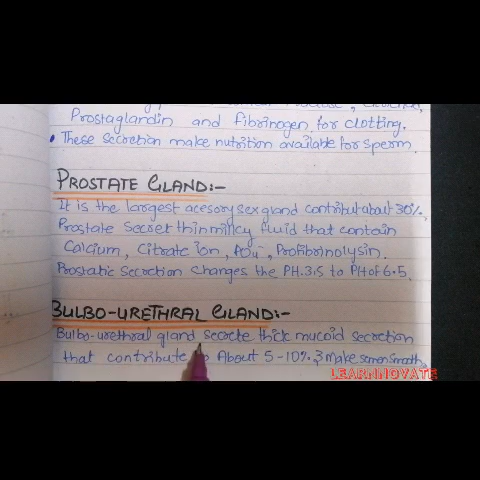 Prostaglandin and fibrinogen for clotting.
• These secretion make nutrition available for sperm
PROSTATE GLAND:-
It is the largest acesory sex gland contribut about 30%.
Prostate Secret thin milky fluid that contain
Calcium, Citrate ion, PO4-, Profibrinolysin.
Prostatic Secretion changes the PH.3.5 to PH of 6.5.
BULBO-URETHRAL GLAND:-
Bulbo-urethral gland secrete thick mucoid secretion
that contribute About 5-10%. & make semen smooth
LEARNNOVATE